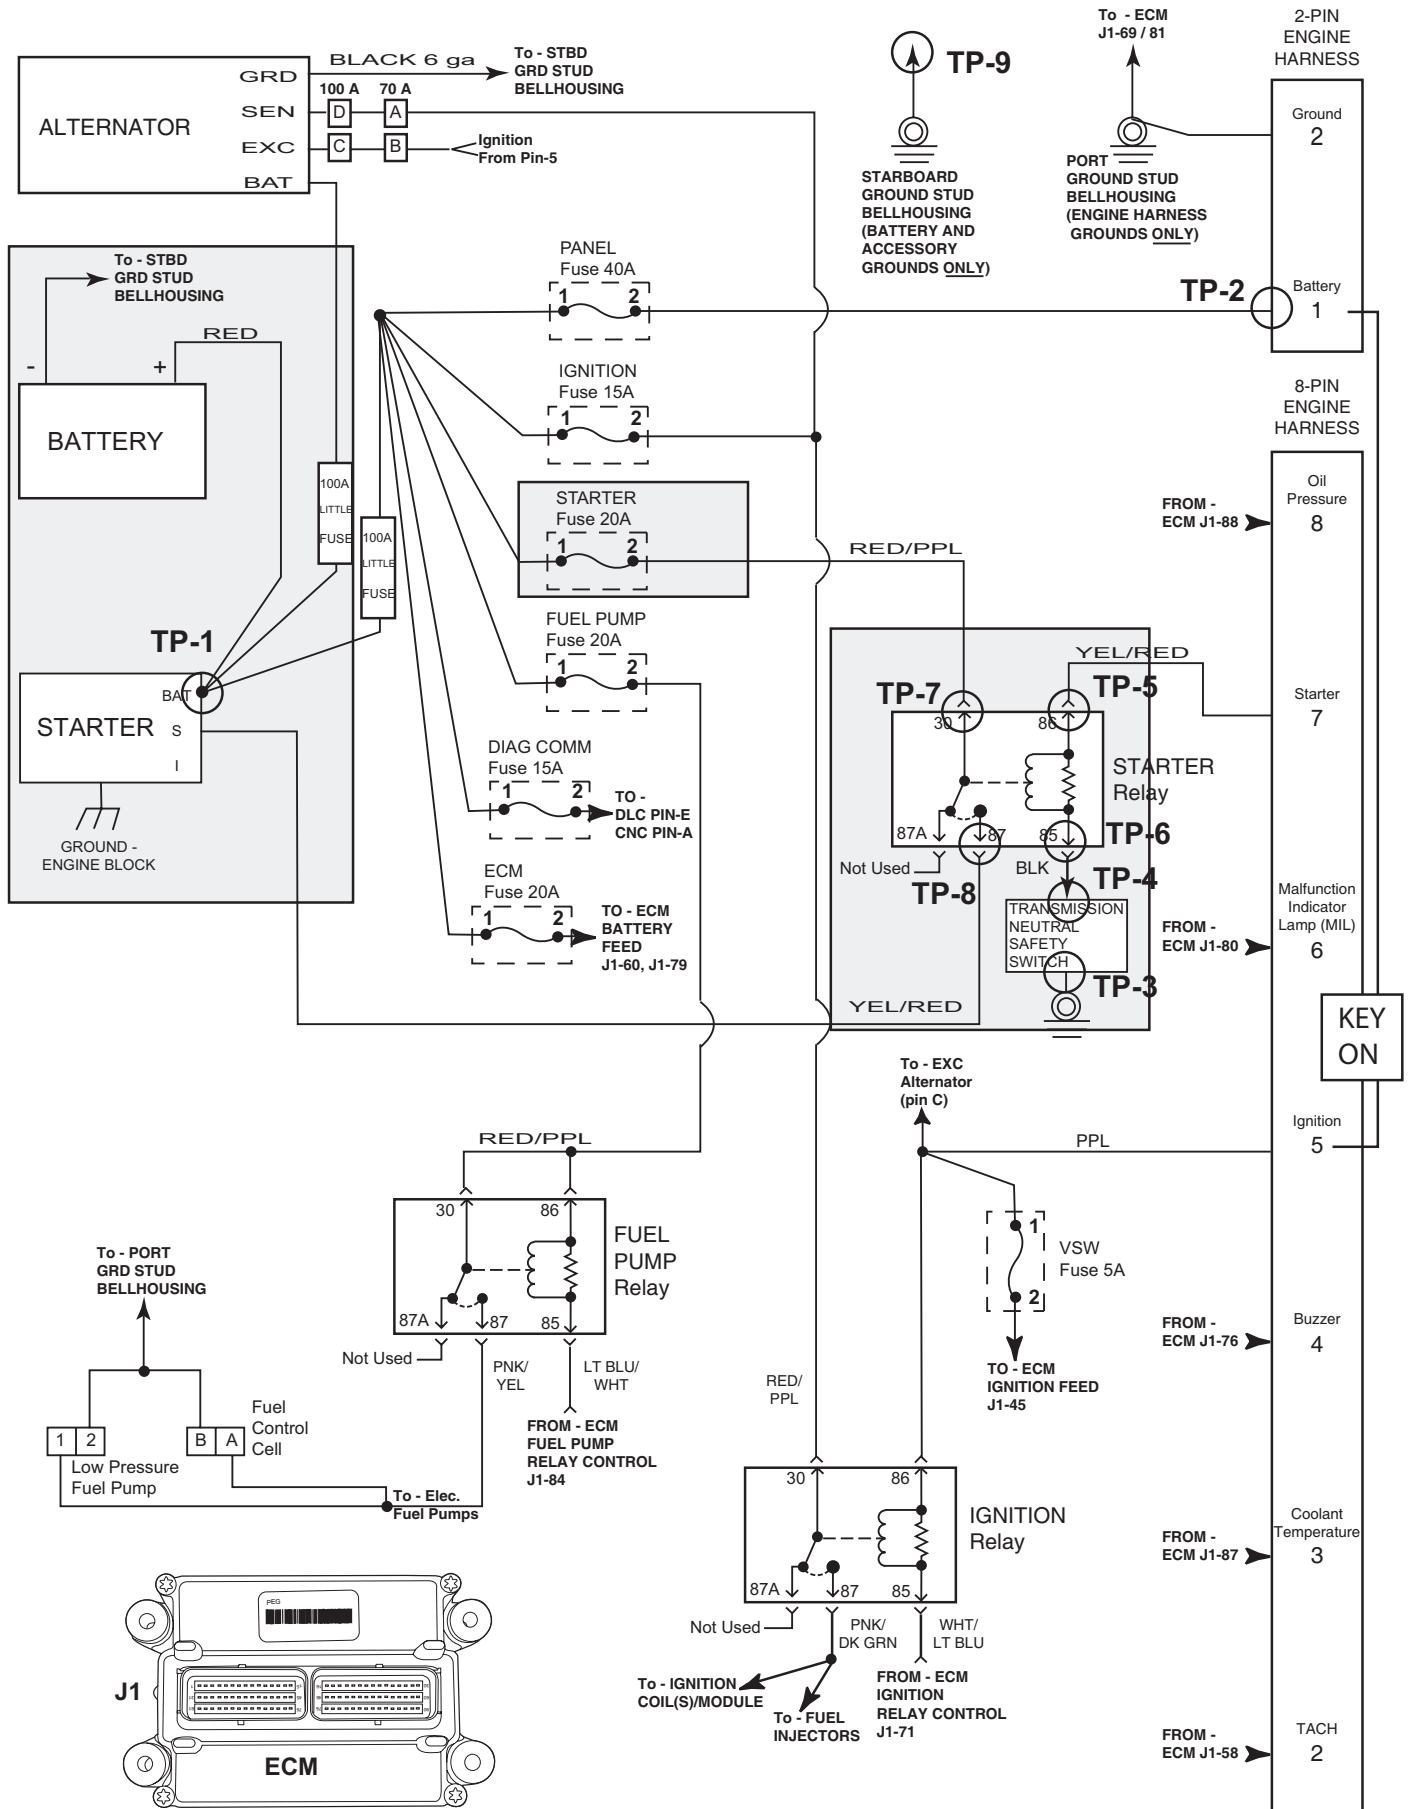 To - ECM
J1-69 / 81
2-PIN
ENGINE
HARNESS
BLACK 6 ga
To - STBD
GRD STUD
BELLHOUSING
TP-9
ALTERNATOR
GRD
SEN
EXC
BAT
100 A
70 A
D
A
C
B
Ignition
From Pin-5
Ground
2
STARBOARD
GROUND STUD
BELLHOUSING
(BATTERY AND
ACCESSORY
GROUNDS ONLY)
PORT
GROUND STUD
BELLHOUSING
(ENGINE HARNESS
GROUNDS ONLY)
To - STBD
GRD STUD
BELLHOUSING
PANEL
Fuse 40A
1
2
TP-2
Battery
1
RED
-
+
BATTERY
IGNITION
Fuse 15A
1
2
8-PIN
ENGINE
HARNESS
100A
LITTLE
FUSE
100A
LITTLE
FUSE
STARTER
Fuse 20A
1
2
RED/PPL
FROM -
ECM J1-88
Oil
Pressure
8
FUEL PUMP
Fuse 20A
1
2
TP-1
BAT
STARTER
S
I
GROUND -
ENGINE BLOCK
YEL/RED
TP-7
TP-5
30
86
STARTER
Relay
87A
87
85
TP-6
Not Used
BLK
TP-8
TP-4
TRANSMISSION
NEUTRAL
SAFETY
SWITCH
TP-3
YEL/RED
Starter
7
DIAG COMM
Fuse 15A
1
2
TO -
DLC PIN-E
CNC PIN-A
ECM
Fuse 20A
1
2
TO - ECM
BATTERY
FEED
J1-60, J1-79
FROM -
ECM J1-80
Malfunction
Indicator
Lamp (MIL)
6
KEY
ON
To - EXC
Alternator
(pin C)
PPL
Ignition
5
RED/PPL
30
86
FUEL
PUMP
Relay
87A
87
85
Not Used
PNK/
YEL
LT BLU/
WHT
FROM - ECM
FUEL PUMP
RELAY CONTROL
J1-84
To - PORT
GRD STUD
BELLHOUSING
1
2
B
A
Fuel
Control
Cell
Low Pressure
Fuel Pump
To - Elec.
Fuel Pumps
1
2
VSW
Fuse 5A
TO - ECM
IGNITION FEED
J1-45
FROM -
ECM J1-76
Buzzer
4
RED/
PPL
30
86
IGNITION
Relay
87A
87
85
Not Used
PNK/
DK GRN
WHT/
LT BLU
To - IGNITION
COIL(S)/MODULE
To - FUEL
INJECTORS
FROM - ECM
IGNITION
RELAY CONTROL
J1-71
FROM -
ECM J1-87
Coolant
Temperature
3
PEG
J1
ECM
FROM -
ECM J1-58
TACH
2